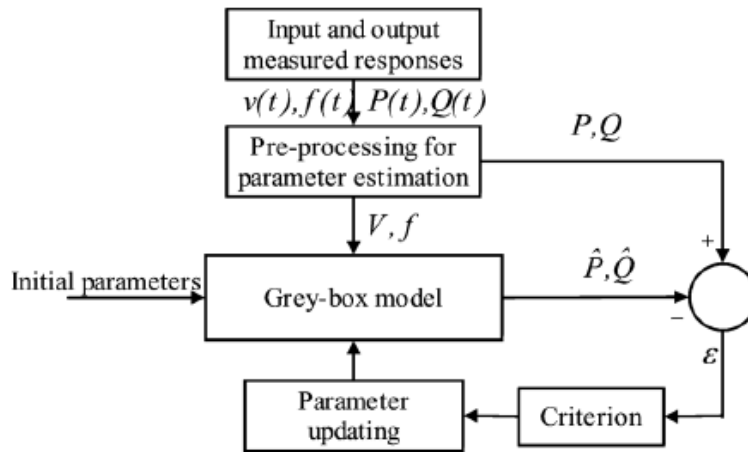 Input and output
measured responses
v(t),f(t) P(t),Q(t)
P,Q
Pre-processing for
parameter estimation
V,f
+
Initial parameters
Grey-box model
P̂,Q̂
−
ε
Parameter
updating
Criterion